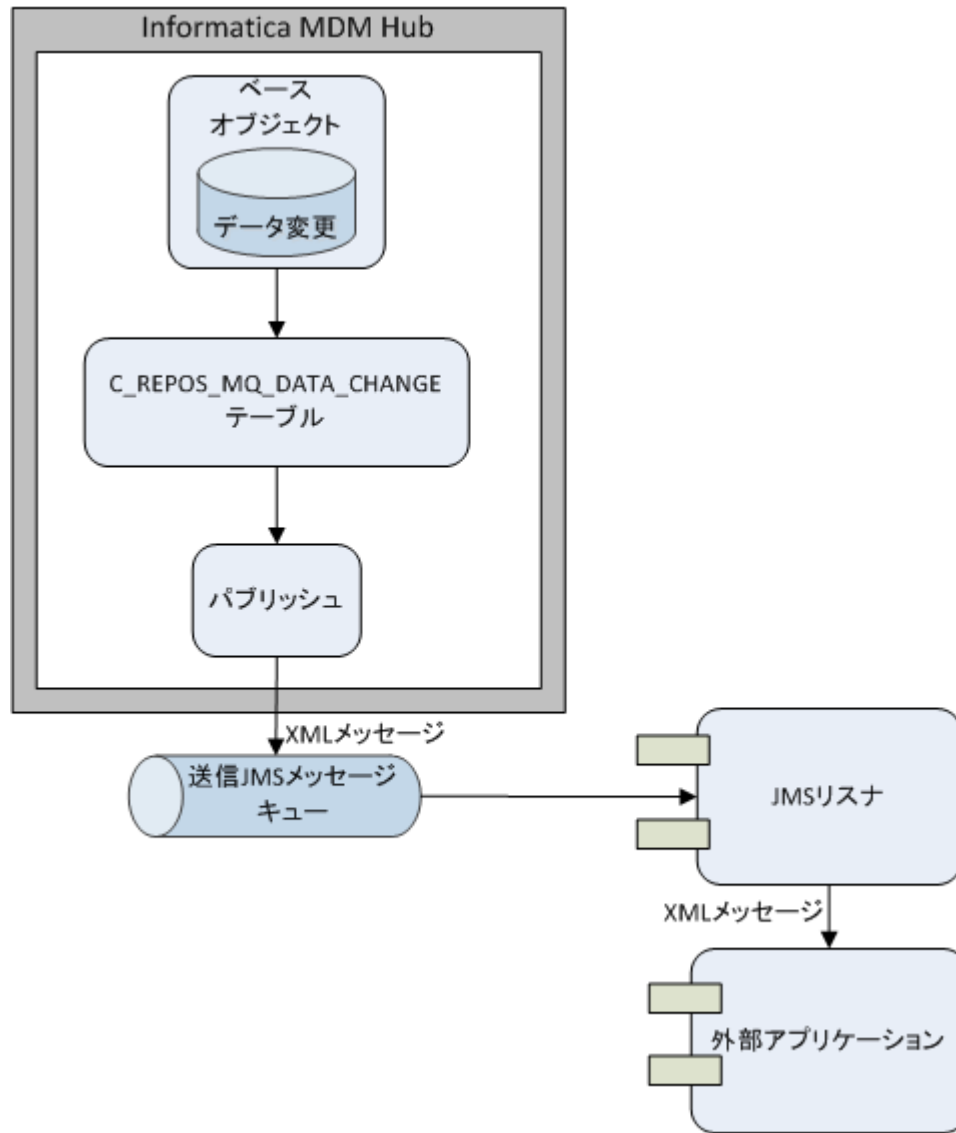 Informatica MDM Hub
ベース
オブジェクト
データ変更
C_REPOS_MQ_DATA_CHANGE
テーブル
パブリッシュ
XMLメッセージ
送信JMSメッセージ
キュー
JMSリスナ
XMLメッセージ
外部アプリケーション